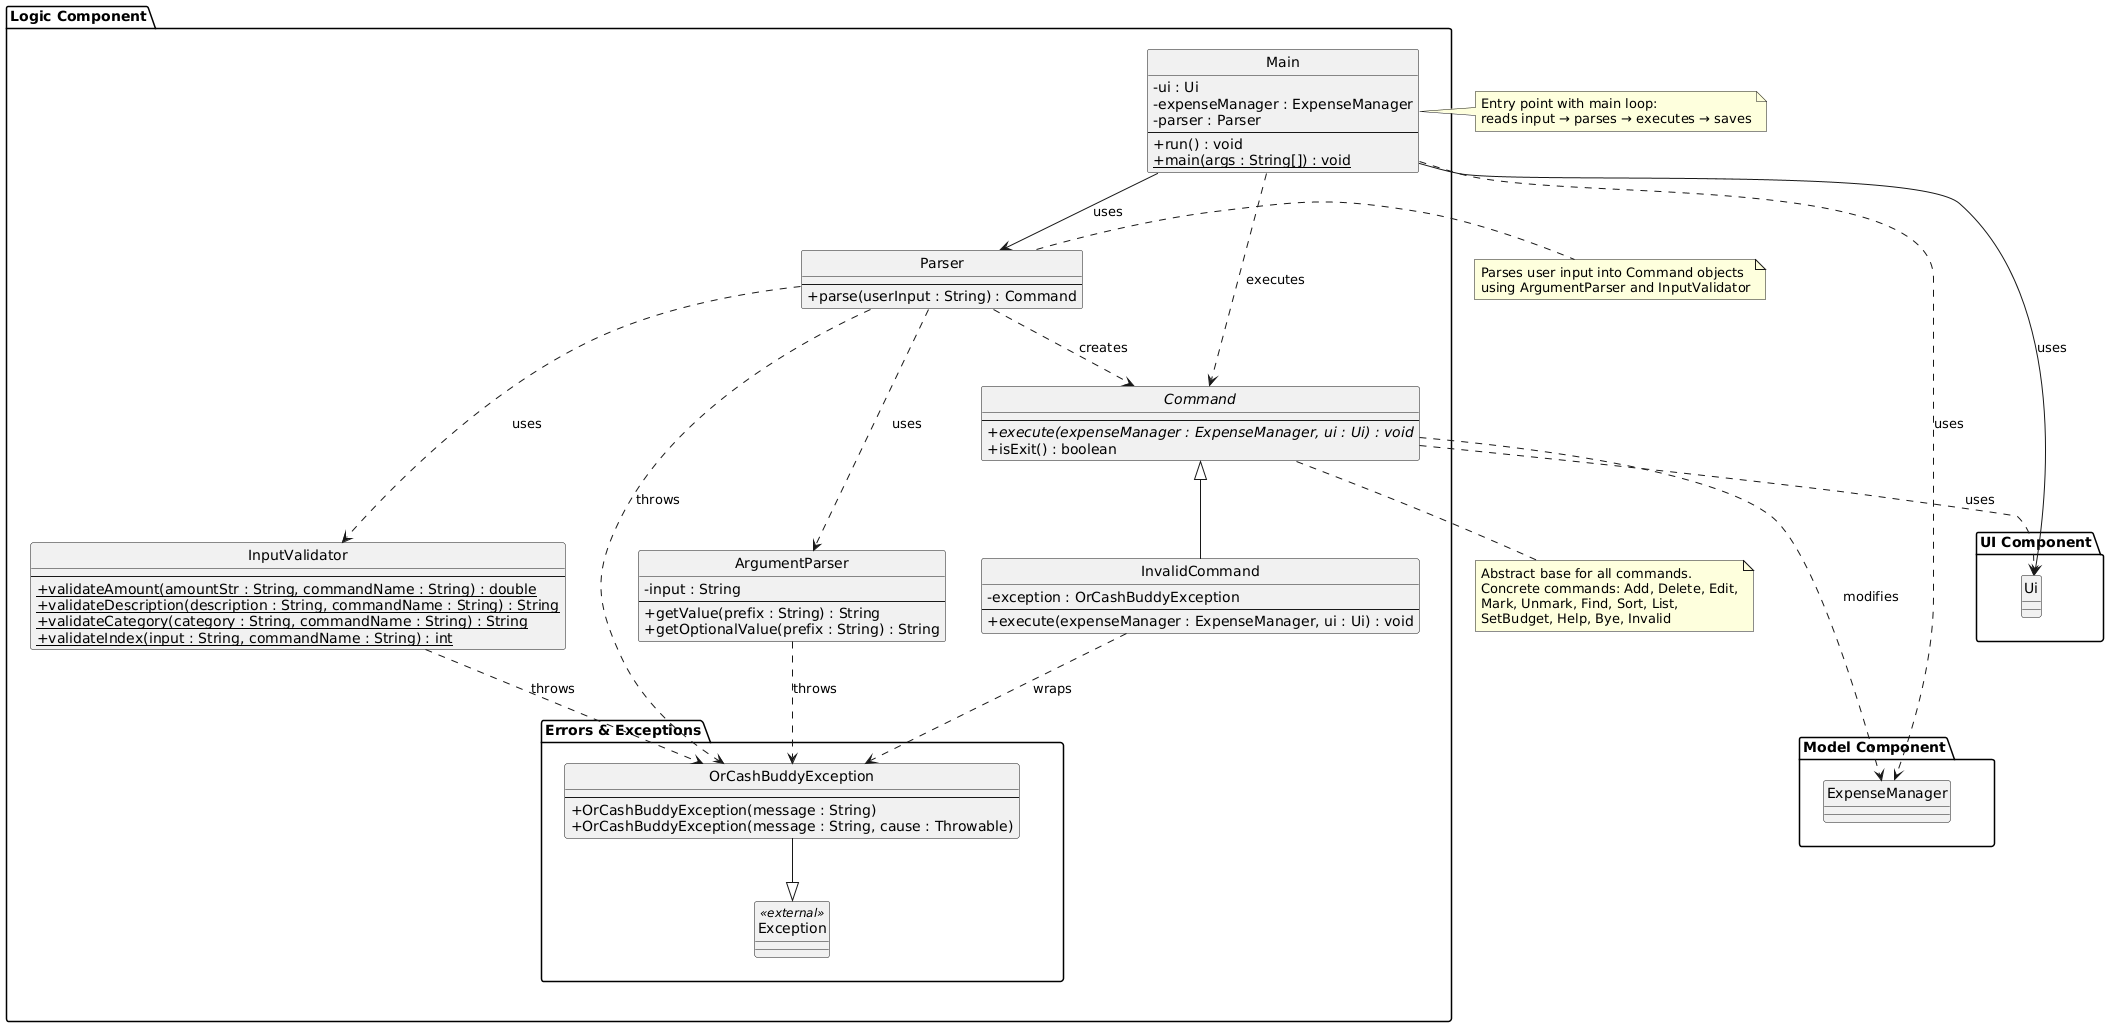 Logic Component
Main
-ui : Ui
-expenseManager : ExpenseManager
-parser : Parser
+run() : void
+main(args : String[]) : void
Entry point with main loop:
reads input → parses → executes → saves
uses
Parser
+parse(userInput : String) : Command
executes
Parses user input into Command objects
using ArgumentParser and InputValidator
creates
uses
Command
+execute(expenseManager : ExpenseManager, ui : Ui) : void
+isExit() : boolean
uses
uses
uses
throws
uses
InputValidator
+validateAmount(amountStr : String, commandName : String) : double
+validateDescription(description : String, commandName : String) : String
+validateCategory(category : String, commandName : String) : String
+validateIndex(input : String, commandName : String) : int
ArgumentParser
-input : String
+getValue(prefix : String) : String
+getOptionalValue(prefix : String) : String
InvalidCommand
-exception : OrCashBuddyException
+execute(expenseManager : ExpenseManager, ui : Ui) : void
Abstract base for all commands.
Concrete commands: Add, Delete, Edit,
Mark, Unmark, Find, Sort, List,
SetBudget, Help, Bye, Invalid
modifies
UI Component
Ui
throws
throws
wraps
Errors & Exceptions
OrCashBuddyException
+OrCashBuddyException(message : String)
+OrCashBuddyException(message : String, cause : Throwable)
Model Component
ExpenseManager
«external»
Exception